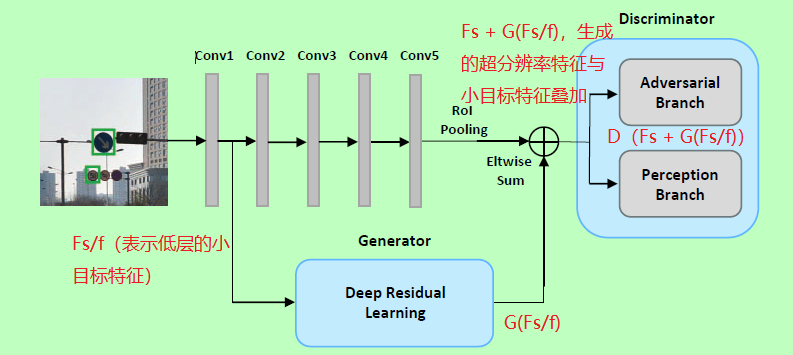 Discriminator
Fs + G(Fs/f)，生成
的超分辨率特征与
小目标特征叠加
Conv1 Conv2 Conv3 Conv4 Conv5
Adversarial
Branch
RoI
Pooling
D（Fs + G(Fs/f)）
Eltwise
Sum
Perception
Branch
Fs/f（表示低层的小
目标特征）
Generator
Deep Residual
Learning
G(Fs/f)